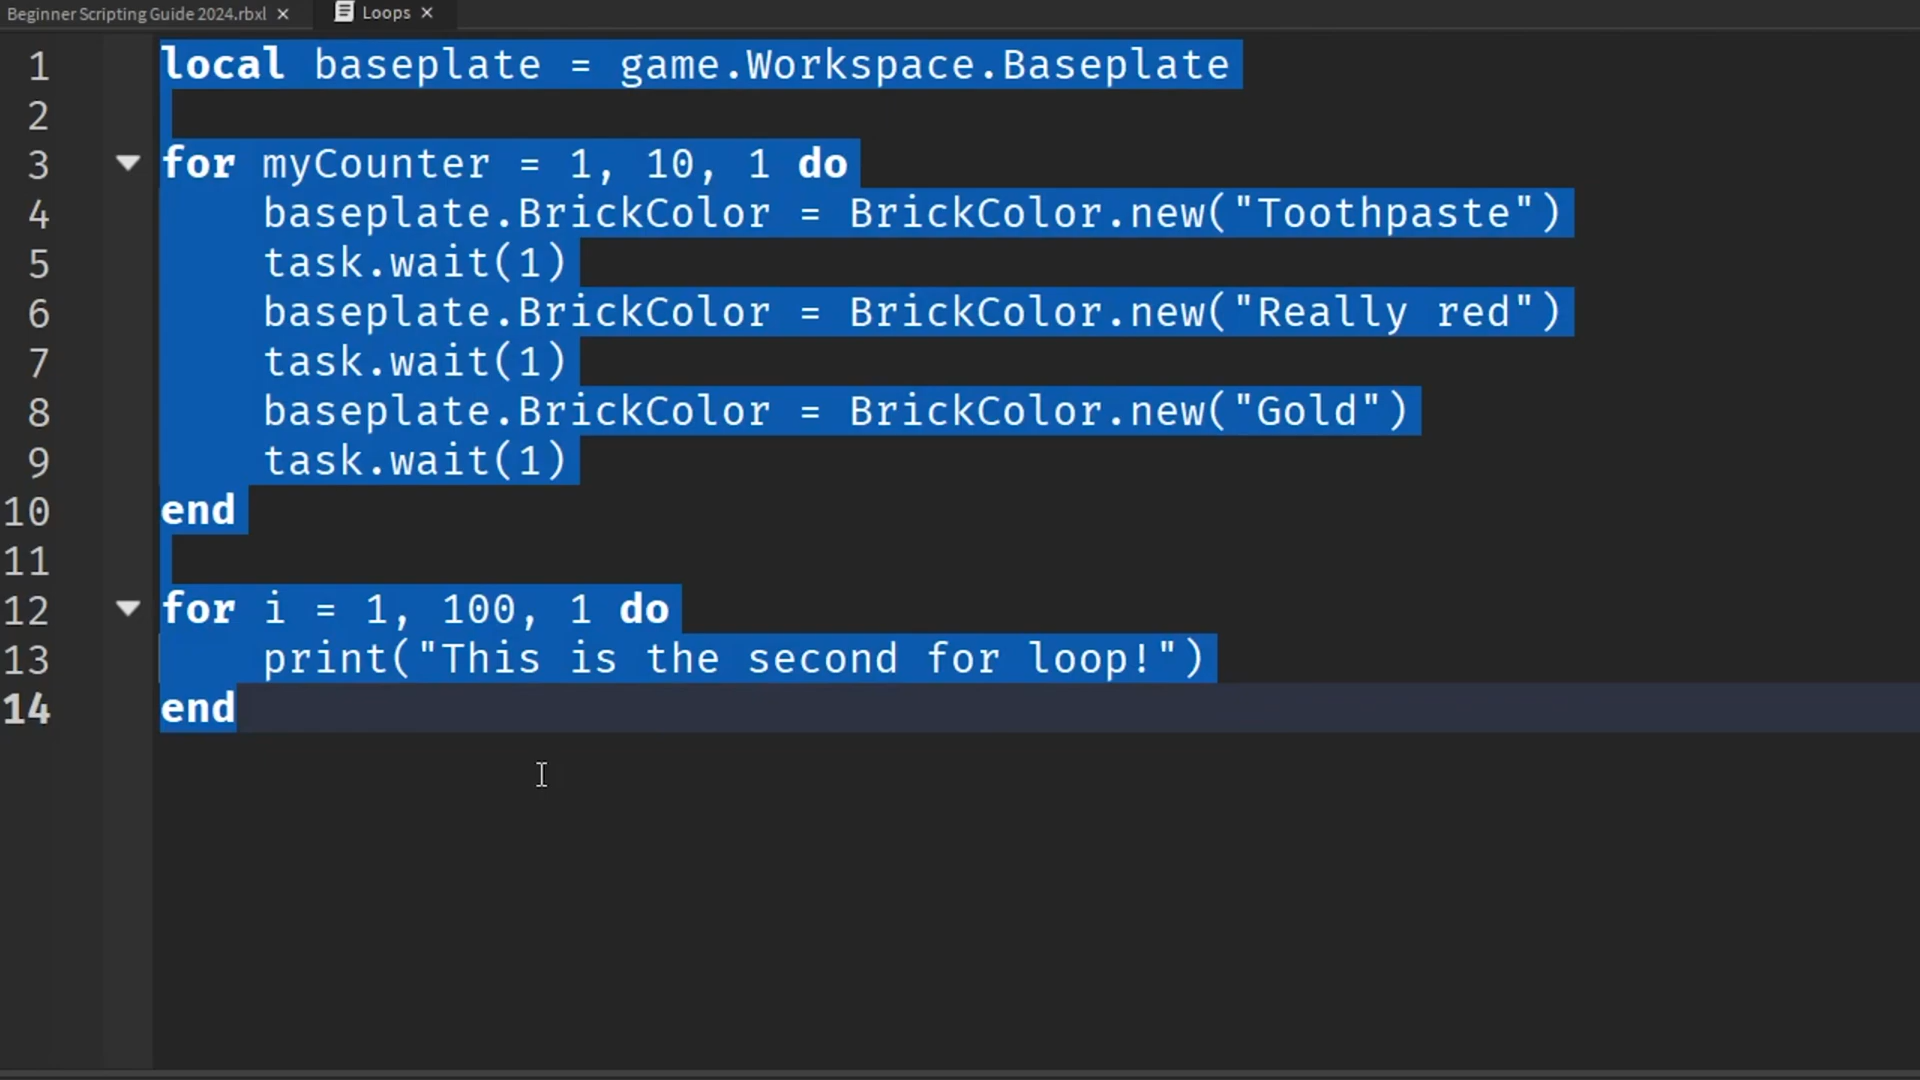 Beginner Scripting Guide 2024.rbxl ×
Loops ×
1 local baseplate = game.Workspace.Baseplate
2
3 for myCounter = 1, 10, 1 do
4 baseplate.BrickColor = BrickColor.new("Toothpaste")
5 task.wait(1)
6 baseplate.BrickColor = BrickColor.new("Really red")
7 task.wait(1)
8 baseplate.BrickColor = BrickColor.new("Gold")
9 task.wait(1)
10 end
11
12 for i = 1, 100, 1 do
13 print("This is the second for loop!")
14 end